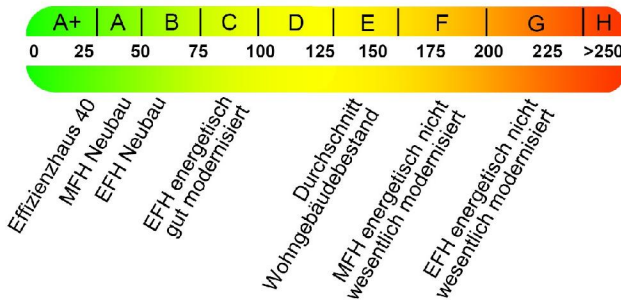 A+ A B C D E F G H
0 25 50 75 100 125 150 175 200 225 >250
Effizienzhaus 40
MFH Neubau
EFH Neubau
EFH energetisch
gut modernisiert
Durchschnitt
Wohngebäudebestand
MFH energetisch nicht
wesentlich modernisiert
EFH energetisch nicht
wesentlich modernisiert